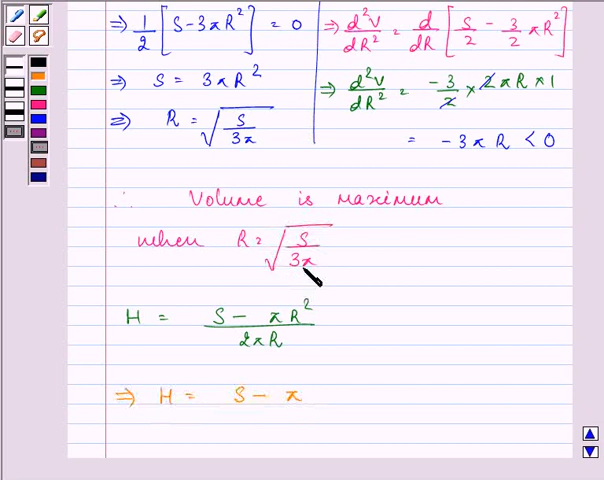 ⇒ 1/2 [S-3πR²] = 0
⇒ S = 3πR²
⇒ R = √(S/3π)
⇒ d²V/dR² = d/dR [S/2 - 3/2 πR²]
⇒ d²V/dR² = -3/2 × 2πR×1
= -3πR < 0
∴ Volume is maximum
when R= √(S/3π)
H = (S - πR²)/(2πR)
⇒ H = S - π